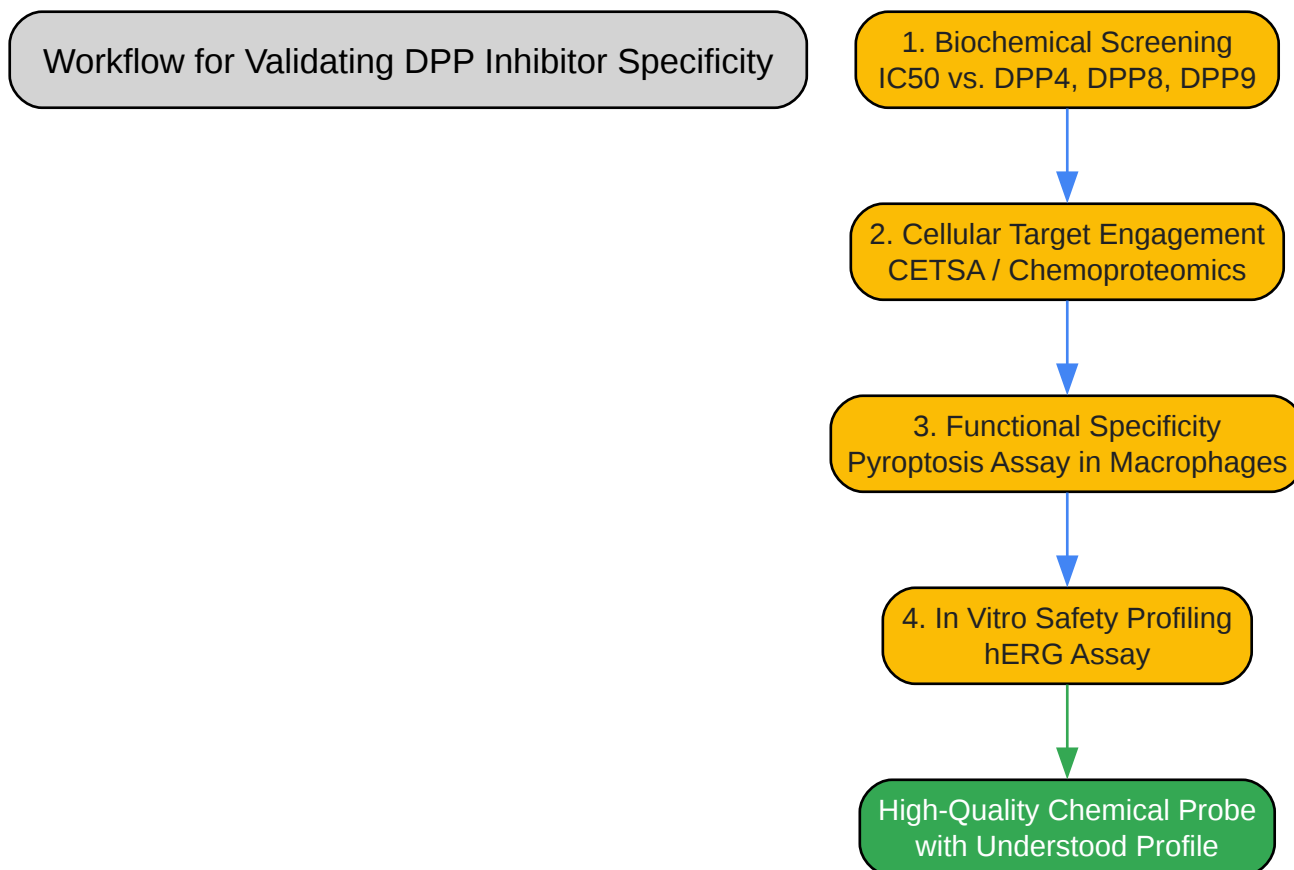 Workflow for Validating DPP Inhibitor Specificity
1. Biochemical Screening
IC50 vs. DPP4, DPP8, DPP9
2. Cellular Target Engagement
CETSA / Chemoproteomics
3. Functional Specificity
Pyroptosis Assay in Macrophages
4. In Vitro Safety Profiling
hERG Assay
High-Quality Chemical Probe
with Understood Profile